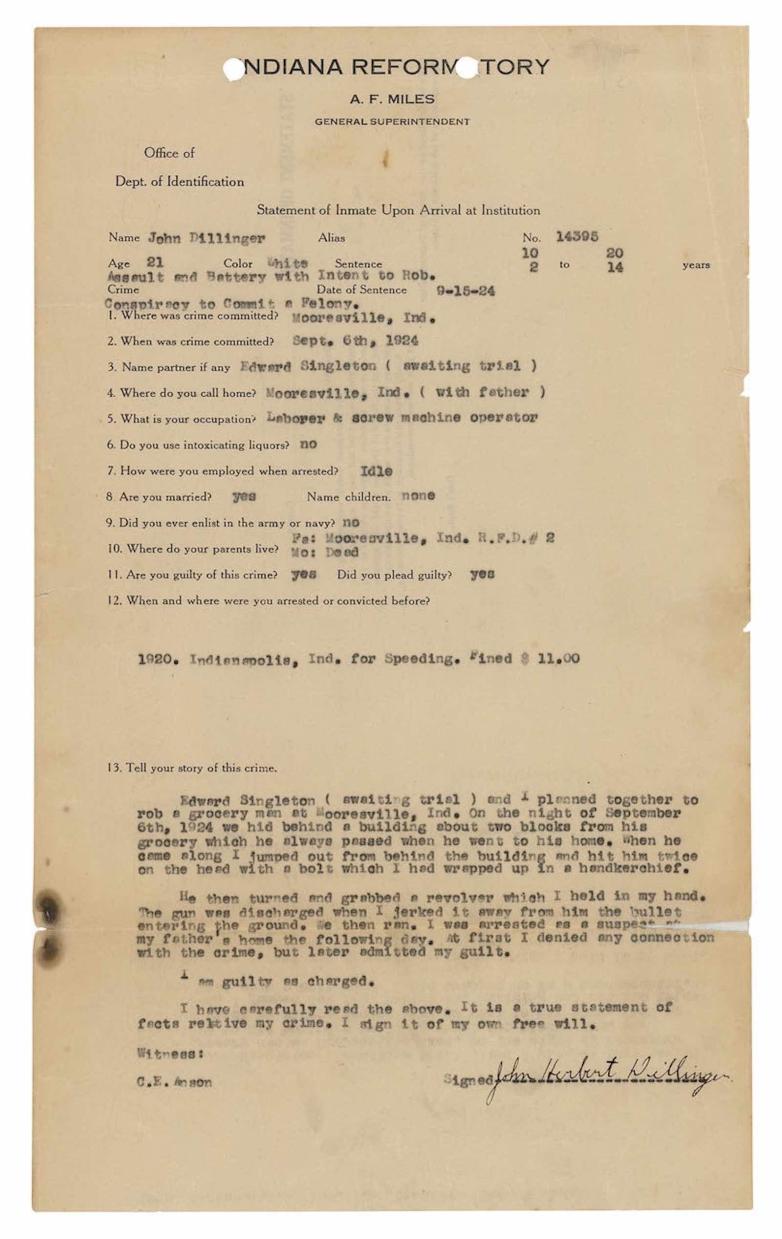 INDIANA REFORMATORY
A. F. MILES
GENERAL SUPERINTENDENT
Office of
Dept. of Identification
Statement of Inmate Upon Arrival at Institution
Name John Dillinger Alias No. 14395
10 20
Age 21 Color White Sentence 2 to 14 years
Assault and Battery with Intent to Rob.
Crime Date of Sentence 9-15-24
Conspiracy to Commit a Felony.
1. Where was crime committed? Mooresville, Ind.
2. When was crime committed? Sept. 6th, 1924
3. Name partner if any Edward Singleton ( awaiting trial )
4. Where do you call home? Mooresville, Ind. ( with father )
5. What is your occupation? Laborer & screw machine operator
6. Do you use intoxicating liquors? no
7. How were you employed when arrested? Idle
8 Are you married? yes Name children. none
9. Did you ever enlist in the army or navy? no
Fa: Mooresville, Ind. R.F.D.# 2
10. Where do your parents live? Mo: Dead
11. Are you guilty of this crime? yes Did you plead guilty? yes
12. When and where were you arrested or convicted before?
1920. Indianapolis, Ind. for Speeding. Fined $ 11.00
13. Tell your story of this crime.
Edward Singleton ( awaiting trial ) and I planned together to
rob a grocery man at Mooresville, Ind. On the night of September
6th, 1924 we hid behind a building about two blocks from his
grocery which he always passed when he went to his home. When he
came along I jumped out from behind the building and hit him twice
on the head with a bolt which I had wrapped up in a handkerchief.
He then turned and grabbed a revolver which I held in my hand.
The gun was discharged when I jerked it away from him the bullet
entering the ground. We then ran. I was arrested as a suspect at
my father's home the following day. At first I denied any connection
with the crime, but later admitted my guilt.
I am guilty as charged.
I have carefully read the above. It is a true statement of
facts reltive my crime. I sign it of my own free will.
Witness:
C.E. Anson Signed John Herbert Dillinger